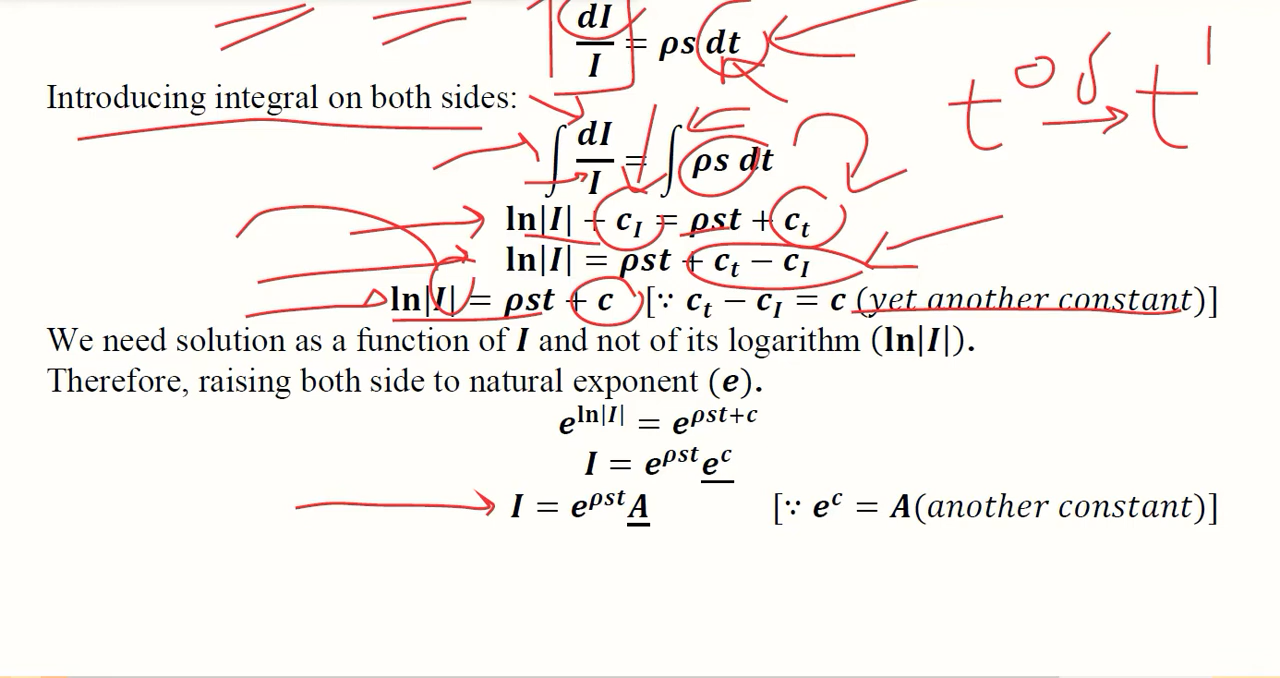 dI/I = ρs dt
Introducing integral on both sides:
∫ dI/I = ∫ ρs dt
ln|I| + c_I = ρst + c_t
ln|I| = ρst + c_t − c_I
ln|I| = ρst + c [∵ c_t − c_I = c (yet another constant)]
We need solution as a function of I and not of its logarithm (ln|I|).
Therefore, raising both side to natural exponent (e).
e^{ln|I|} = e^{ρst+c}
I = e^{ρst} e^c
I = e^{ρst} A [∵ e^c = A(another constant)]